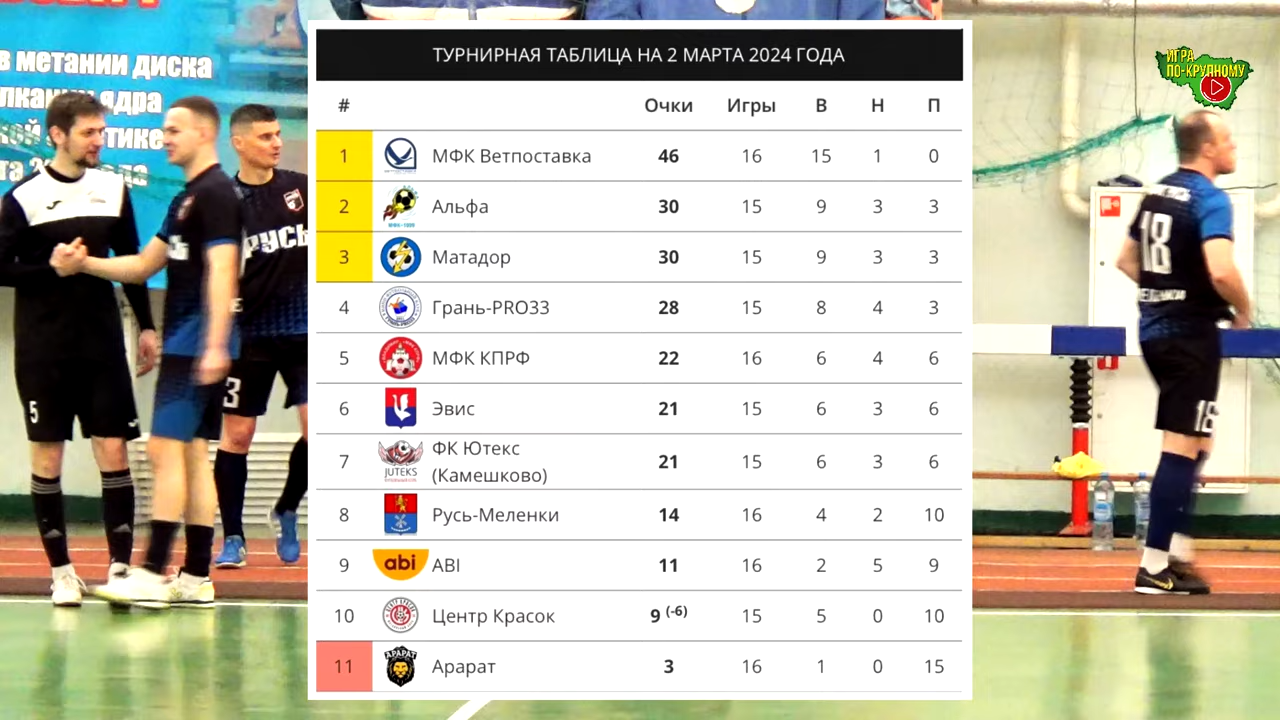 в метании диска
лкании ядра
ТУРНИРНАЯ ТАБЛИЦА НА 2 МАРТА 2024 ГОДА
# Очки Игры В Н П
1 МФК Ветпоставка 46 16 15 1 0
2 Альфа 30 15 9 3 3
3 Матадор 30 15 9 3 3
4 Грань-PRO33 28 15 8 4 3
5 МФК КПРФ 22 16 6 4 6
6 Эвис 21 15 6 3 6
7 JUTEKS ФК Ютекс 21 15 6 3 6
(Камешково)
8 Русь-Меленки 14 16 4 2 10
9 abi ABI 11 16 2 5 9
10 Центр Красок 9 (-6) 15 5 0 10
11 АРАРАТ Арарат 3 16 1 0 15
ИГРА
ПО-КРУПНОМУ
РУСЬ
5
3
18
18